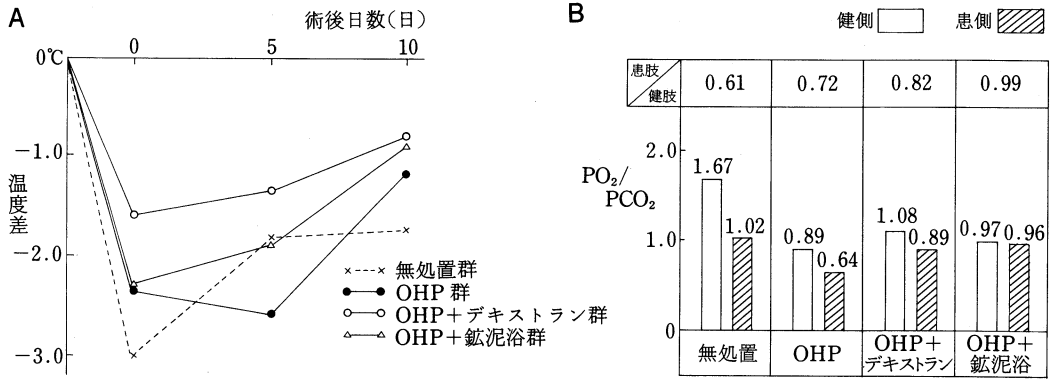 A
術後日数(日)
0 5 10
0℃
-1.0
-2.0
-3.0
温度差
無処置群
OHP群
OHP+デキストラン群
OHP+鉱泥浴群
B
健側 患側
患肢/健肢 0.61 0.72 0.82 0.99
PO₂/PCO₂
2.0
1.0
0
1.67 1.02 0.89 0.64 1.08 0.89 0.97 0.96
無処置 OHP OHP+デキストラン OHP+鉱泥浴